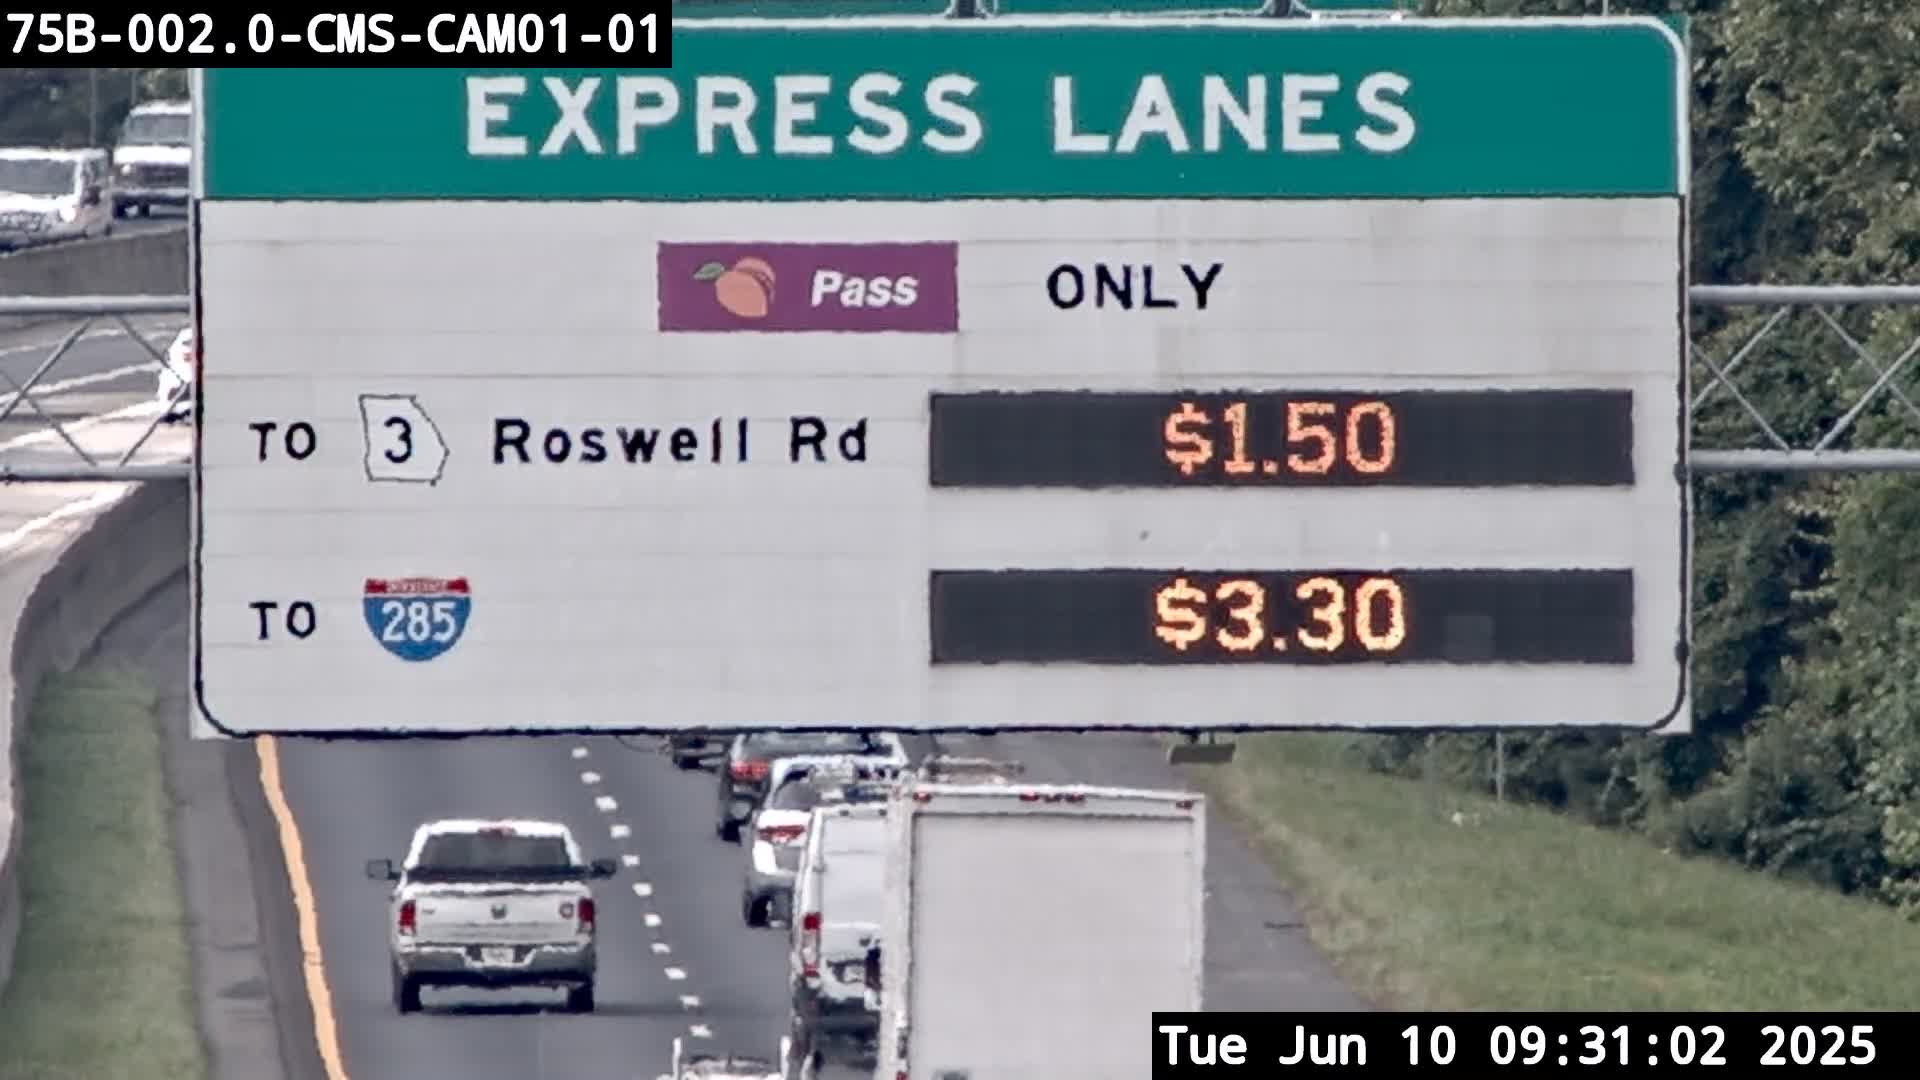 75B-002.0-CMS-CAM01-01
EXPRESS LANES
Pass ONLY
TO 3 Roswell Rd $1.50
TO 285 $3.30
Tue Jun 10 09:31:02 2025